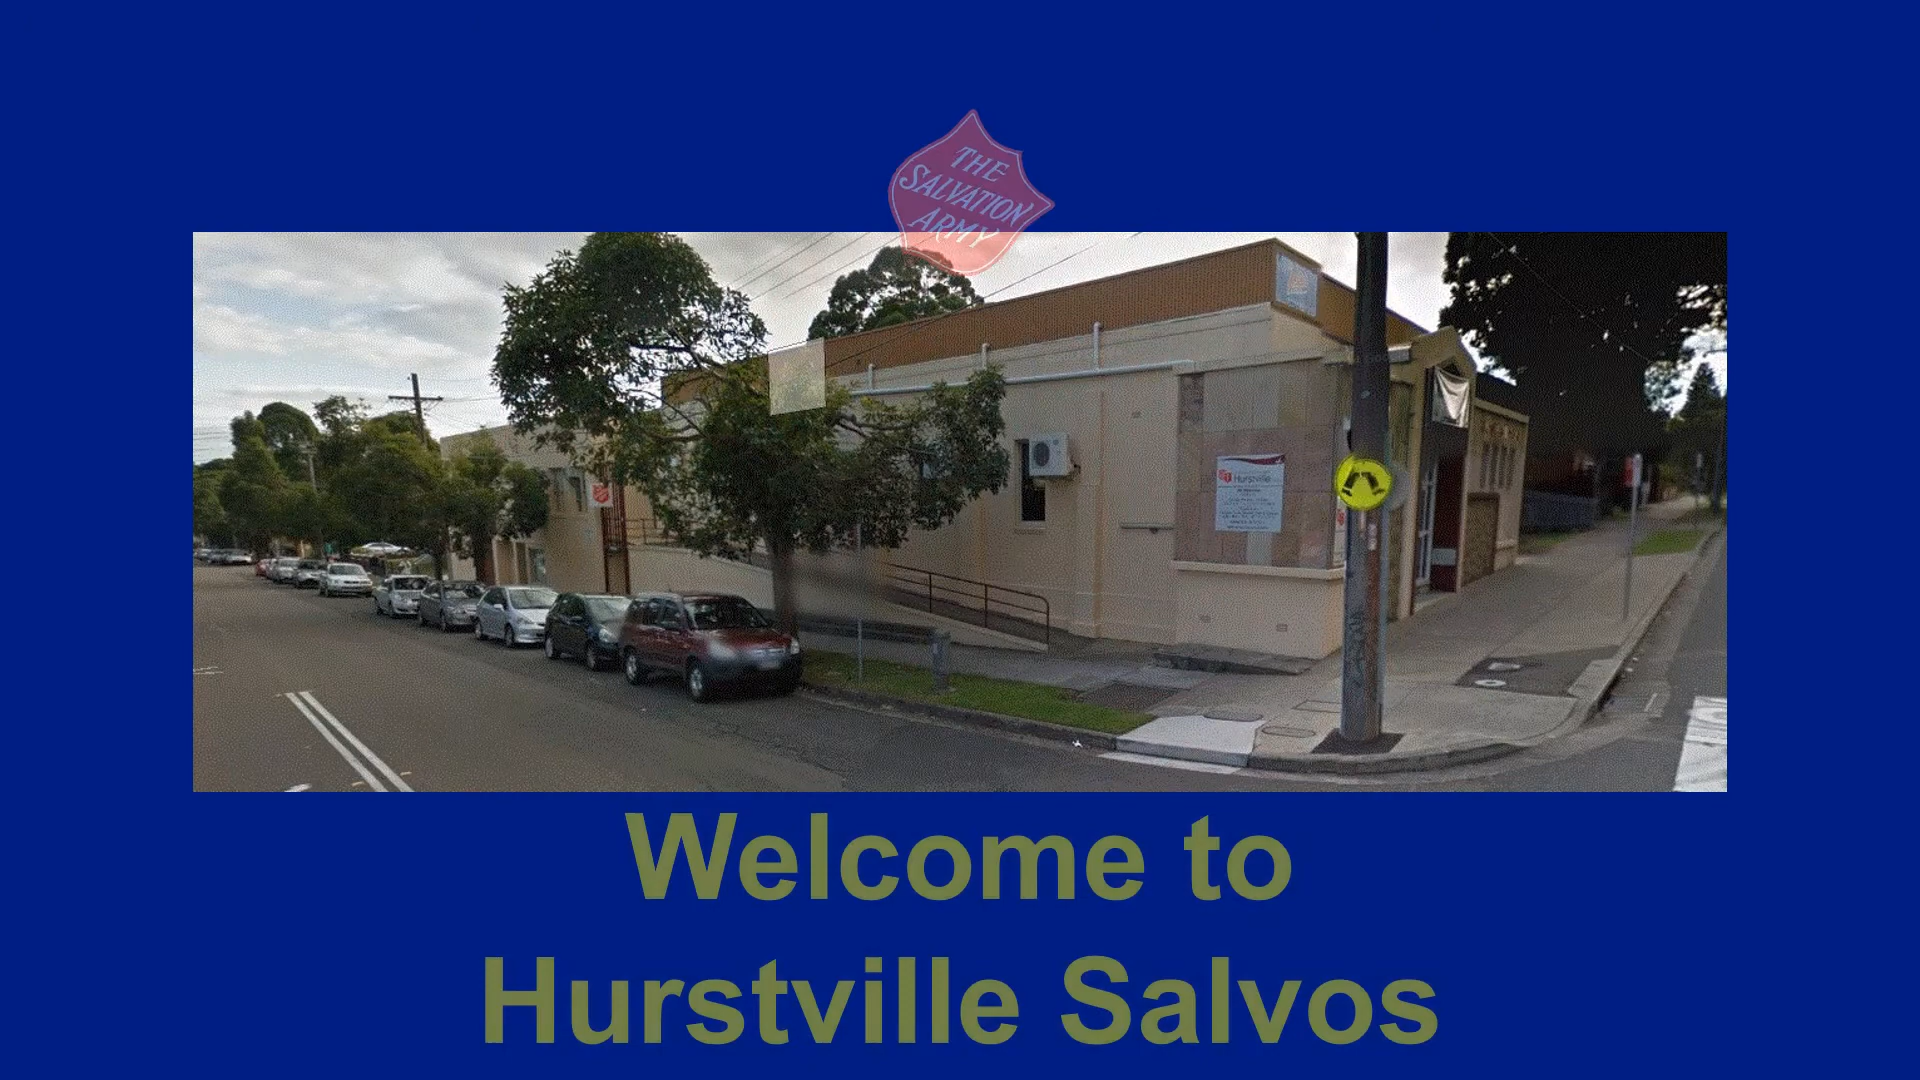 THE
SALVATION
ARMY
Hurstville
Welcome to
Hurstville Salvos